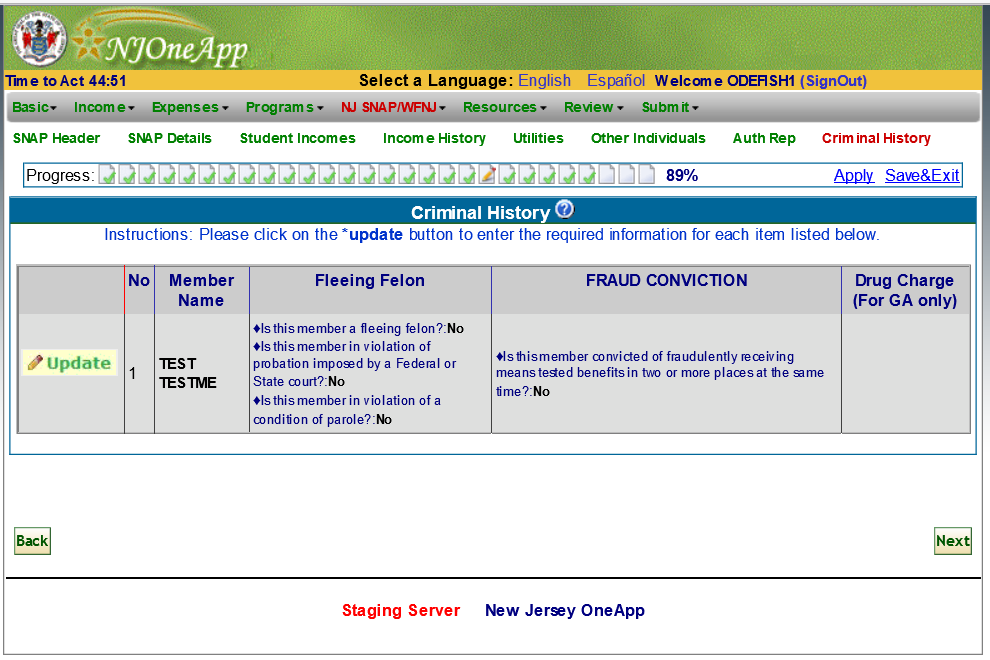 NJOneApp
Time to Act 44:51 Select a Language: English Español Welcome ODEFISH1 (SignOut)
Basic Income Expenses Programs NJ SNAP/WFNJ Resources Review Submit
SNAP Header SNAP Details Student Incomes Income History Utilities Other Individuals Auth Rep Criminal History
Progress: 89% Apply Save&Exit
Criminal History ?
Instructions: Please click on the *update button to enter the required information for each item listed below.
No Member Name Fleeing Felon FRAUD CONVICTION Drug Charge (For GA only)
Update
1
TEST
TESTME
♦Is this member a fleeing felon?:No
♦Is this member in violation of
probation imposed by a Federal or
State court?:No
♦Is this member in violation of a
condition of parole?:No
♦Is this member convicted of fraudulently receiving
means tested benefits in two or more places at the same
time?:No
Back Next
Staging Server New Jersey OneApp